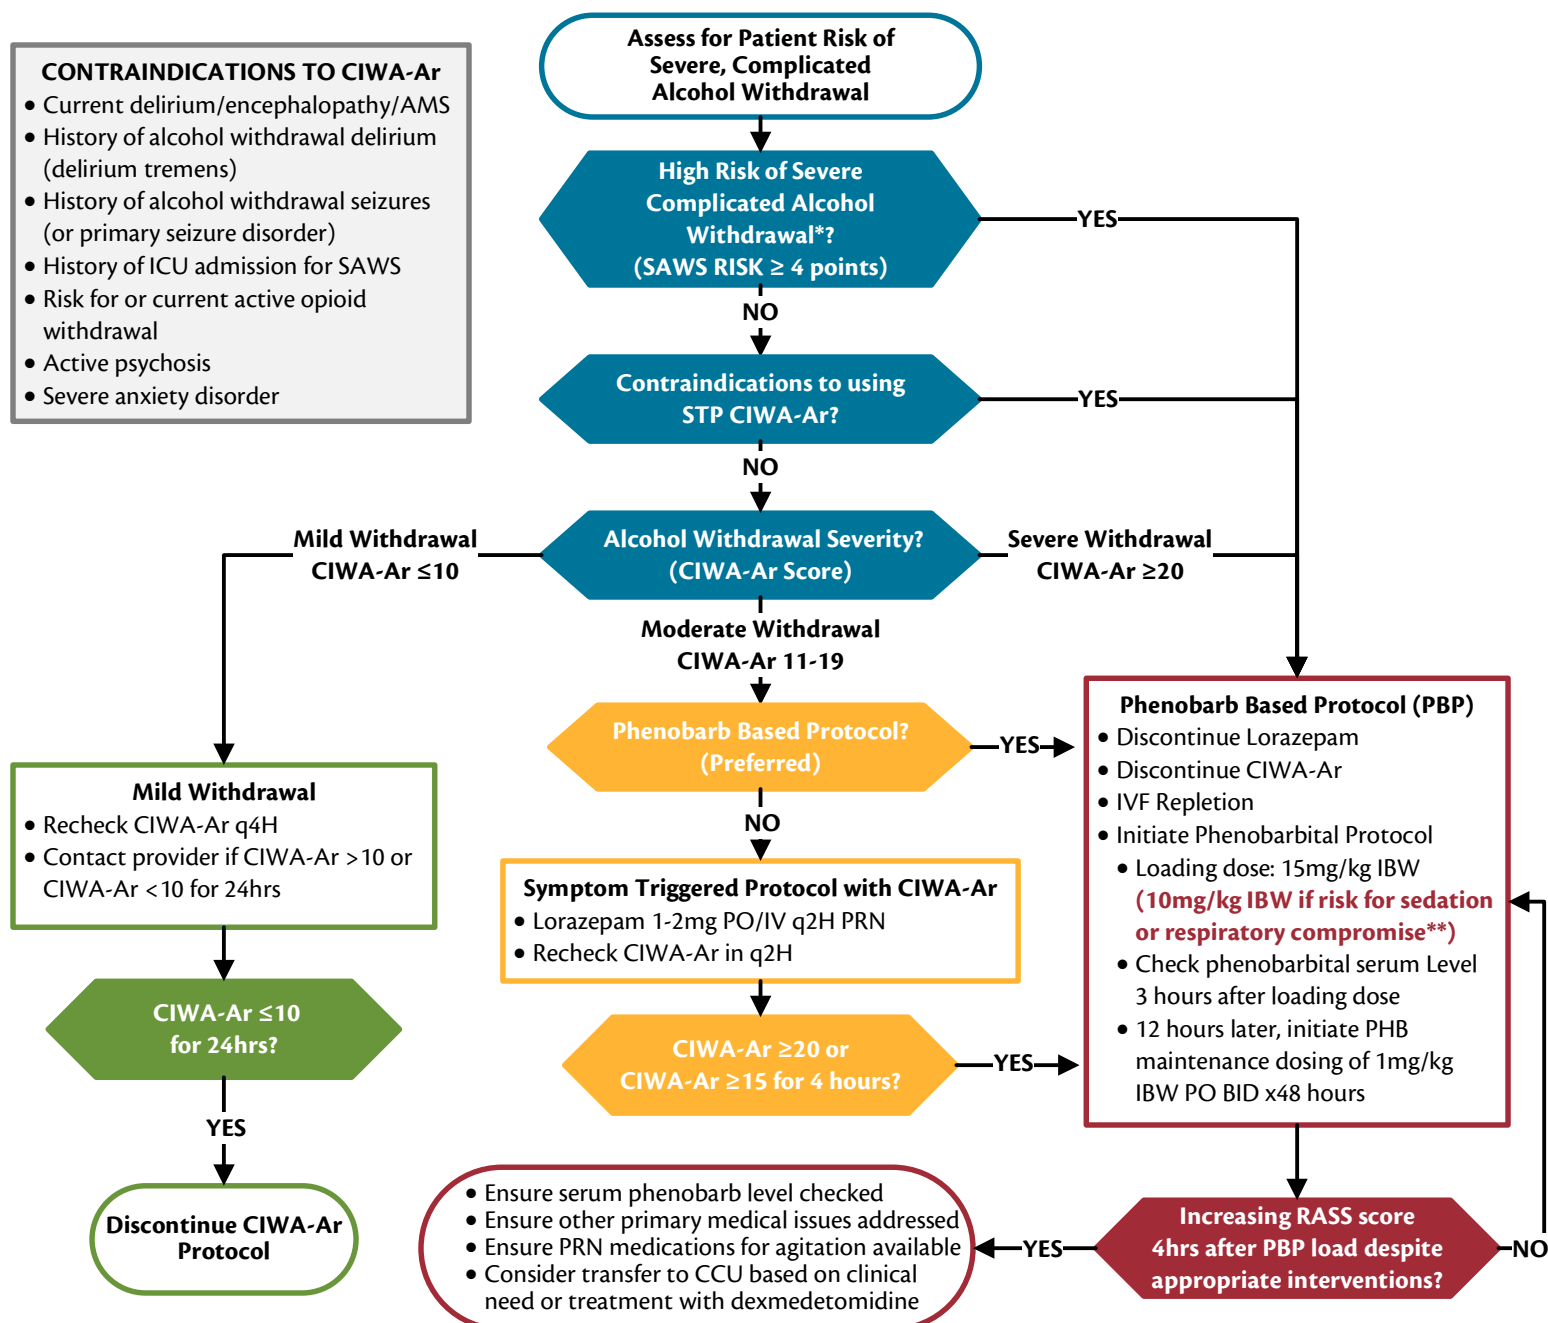 Assess for Patient Risk of
Severe, Complicated
Alcohol Withdrawal
CONTRAINDICATIONS TO CIWA-Ar
• Current delirium/encephalopathy/AMS
• History of alcohol withdrawal delirium
(delirium tremens)
• History of alcohol withdrawal seizures
(or primary seizure disorder)
• History of ICU admission for SAWS
• Risk for or current active opioid
withdrawal
• Active psychosis
• Severe anxiety disorder
High Risk of Severe
Complicated Alcohol
Withdrawal*?
(SAWS RISK ≥ 4 points)
YES
NO
Contraindications to using
STP CIWA-Ar?
YES
NO
Alcohol Withdrawal Severity?
(CIWA-Ar Score)
Mild Withdrawal
CIWA-Ar ≤10
Severe Withdrawal
CIWA-Ar ≥20
Moderate Withdrawal
CIWA-Ar 11-19
Phenobarb Based Protocol?
(Preferred)
YES
NO
Mild Withdrawal
• Recheck CIWA-Ar q4H
• Contact provider if CIWA-Ar >10 or
CIWA-Ar <10 for 24hrs
CIWA-Ar ≤10
for 24hrs?
YES
Discontinue CIWA-Ar
Protocol
Symptom Triggered Protocol with CIWA-Ar
• Lorazepam 1-2mg PO/IV q2H PRN
• Recheck CIWA-Ar in q2H
CIWA-Ar ≥20 or
CIWA-Ar ≥15 for 4 hours?
YES
Phenobarb Based Protocol (PBP)
• Discontinue Lorazepam
• Discontinue CIWA-Ar
• IVF Repletion
• Initiate Phenobarbital Protocol
• Loading dose: 15mg/kg IBW
(10mg/kg IBW if risk for sedation
or respiratory compromise**)
• Check phenobarbital serum Level
3 hours after loading dose
• 12 hours later, initiate PHB
maintenance dosing of 1mg/kg
IBW PO BID x48 hours
Increasing RASS score
4hrs after PBP load despite
appropriate interventions?
NO
YES
• Ensure serum phenobarb level checked
• Ensure other primary medical issues addressed
• Ensure PRN medications for agitation available
• Consider transfer to CCU based on clinical
need or treatment with dexmedetomidine